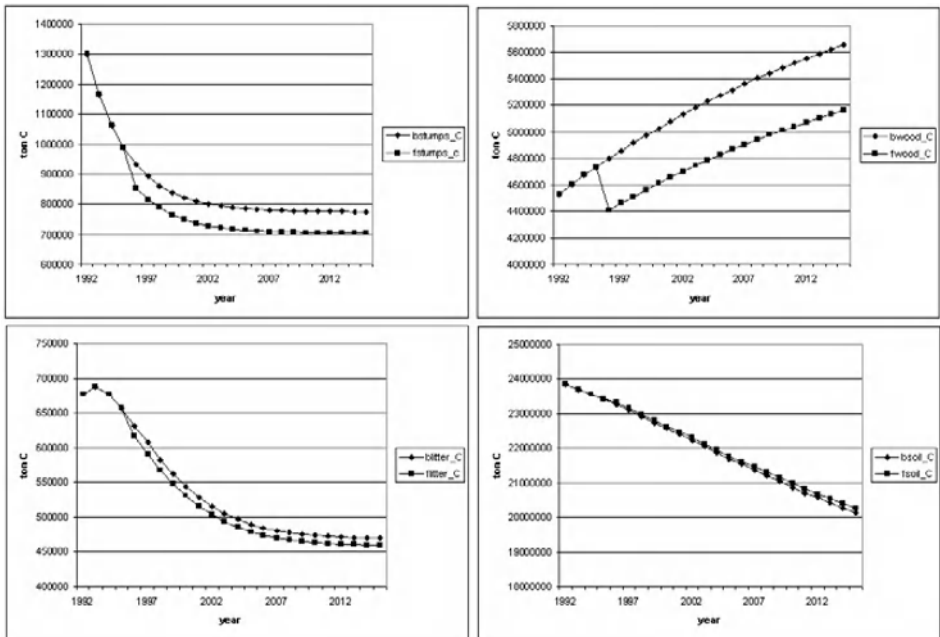 1400000
1300000
1200000
1100000
1000000
900000
800000
700000
600000
ton C
1992 1997 2002 2007 2012
year
bstumps_C
fstumps_c
5800000
5600000
5400000
5200000
5000000
4800000
4600000
4400000
4200000
4000000
ton C
1992 1997 2002 2007 2012
year
bwood_C
fwood_C
750000
700000
650000
600000
550000
500000
450000
400000
ton C
1992 1997 2002 2007 2012
year
blitter_C
flitter_C
25000000
24000000
23000000
22000000
21000000
20000000
19000000
18000000
ton C
1992 1997 2002 2007 2012
year
bsoil_C
fsoil_C